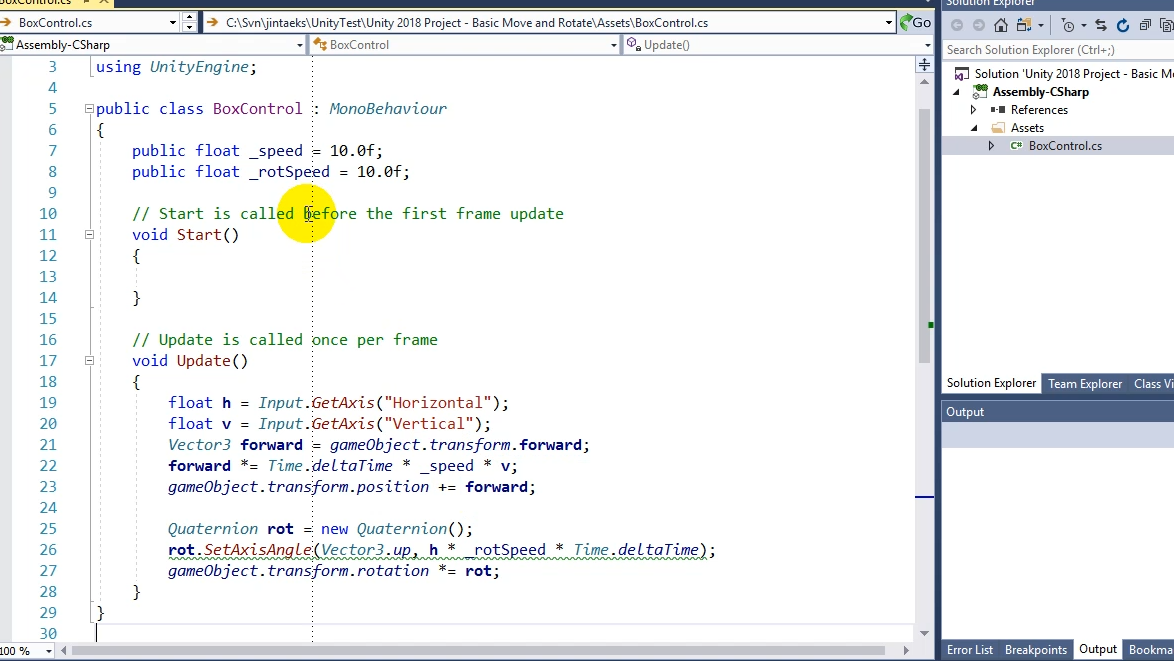 BoxControl.cs
Solution Explorer
BoxControl.cs
C:\Svn\jintaeks\UnityTest\Unity 2018 Project - Basic Move and Rotate\Assets\BoxControl.cs
Go
Assembly-CSharp
BoxControl
Update()
Search Solution Explorer (Ctrl+;)
Solution 'Unity 2018 Project - Basic M
Assembly-CSharp
References
Assets
BoxControl.cs
3 using UnityEngine;
4
5 public class BoxControl : MonoBehaviour
6 {
7 public float _speed = 10.0f;
8 public float _rotSpeed = 10.0f;
9
10 // Start is called before the first frame update
11 void Start()
12 {
13
14 }
15
16 // Update is called once per frame
17 void Update()
18 {
19 float h = Input.GetAxis("Horizontal");
20 float v = Input.GetAxis("Vertical");
21 Vector3 forward = gameObject.transform.forward;
22 forward *= Time.deltaTime * _speed * v;
23 gameObject.transform.position += forward;
24
25 Quaternion rot = new Quaternion();
26 rot.SetAxisAngle(Vector3.up, h * _rotSpeed * Time.deltaTime);
27 gameObject.transform.rotation *= rot;
28 }
29 }
30
100 %
Solution Explorer Team Explorer Class Vi
Output
Error List Breakpoints Output Bookma